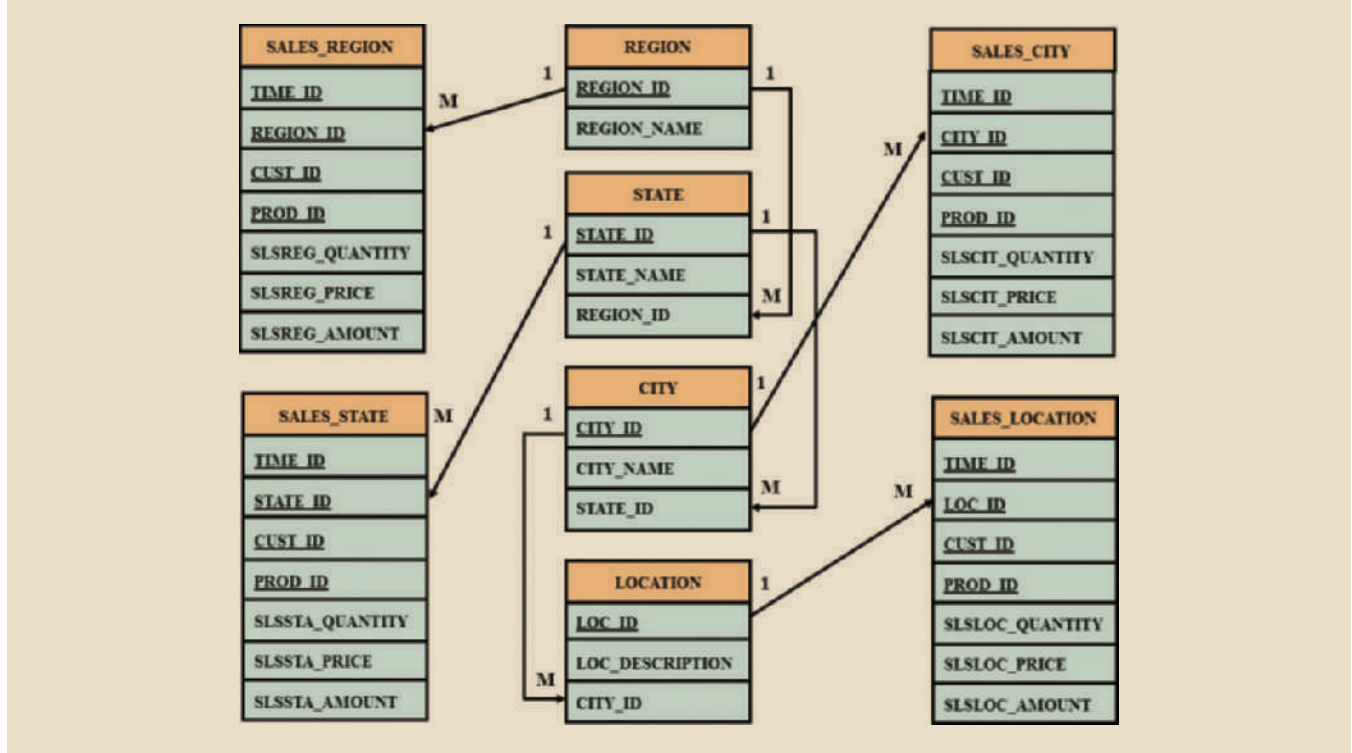 SALES_REGION
TIME_ID
REGION_ID
CUST_ID
PROD_ID
SLSREG_QUANTITY
SLSREG_PRICE
SLSREG_AMOUNT
1
M
REGION
REGION_ID
REGION_NAME
1
M
STATE
STATE_ID
STATE_NAME
REGION_ID
1
M
1
M
CITY
CITY_ID
CITY_NAME
STATE_ID
1
M
1
M
LOCATION
LOC_ID
LOC_DESCRIPTION
CITY_ID
1
M
SALES_CITY
TIME_ID
CITY_ID
CUST_ID
PROD_ID
SLSCIT_QUANTITY
SLSCIT_PRICE
SLSCIT_AMOUNT
SALES_STATE
TIME_ID
STATE_ID
CUST_ID
PROD_ID
SLSSTA_QUANTITY
SLSSTA_PRICE
SLSSTA_AMOUNT
SALES_LOCATION
TIME_ID
LOC_ID
CUST_ID
PROD_ID
SLSLOC_QUANTITY
SLSLOC_PRICE
SLSLOC_AMOUNT